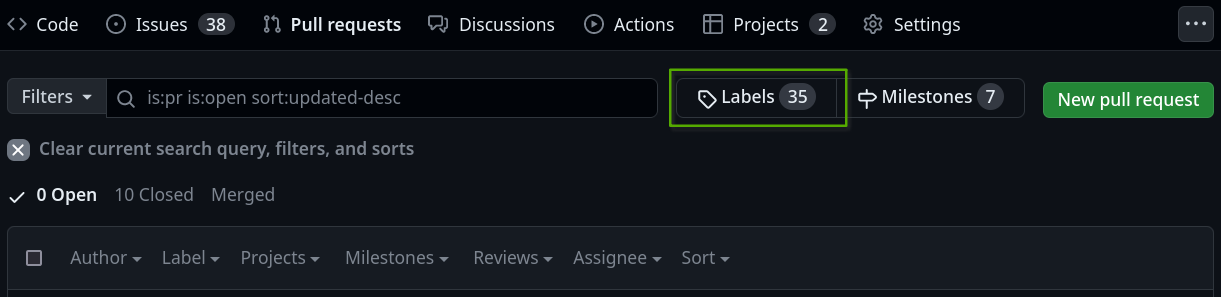 Code Issues 38 Pull requests Discussions Actions Projects 2 Settings
Filters is:pr is:open sort:updated-desc Labels 35 Milestones 7 New pull request
Clear current search query, filters, and sorts
0 Open 10 Closed Merged
Author Label Projects Milestones Reviews Assignee Sort